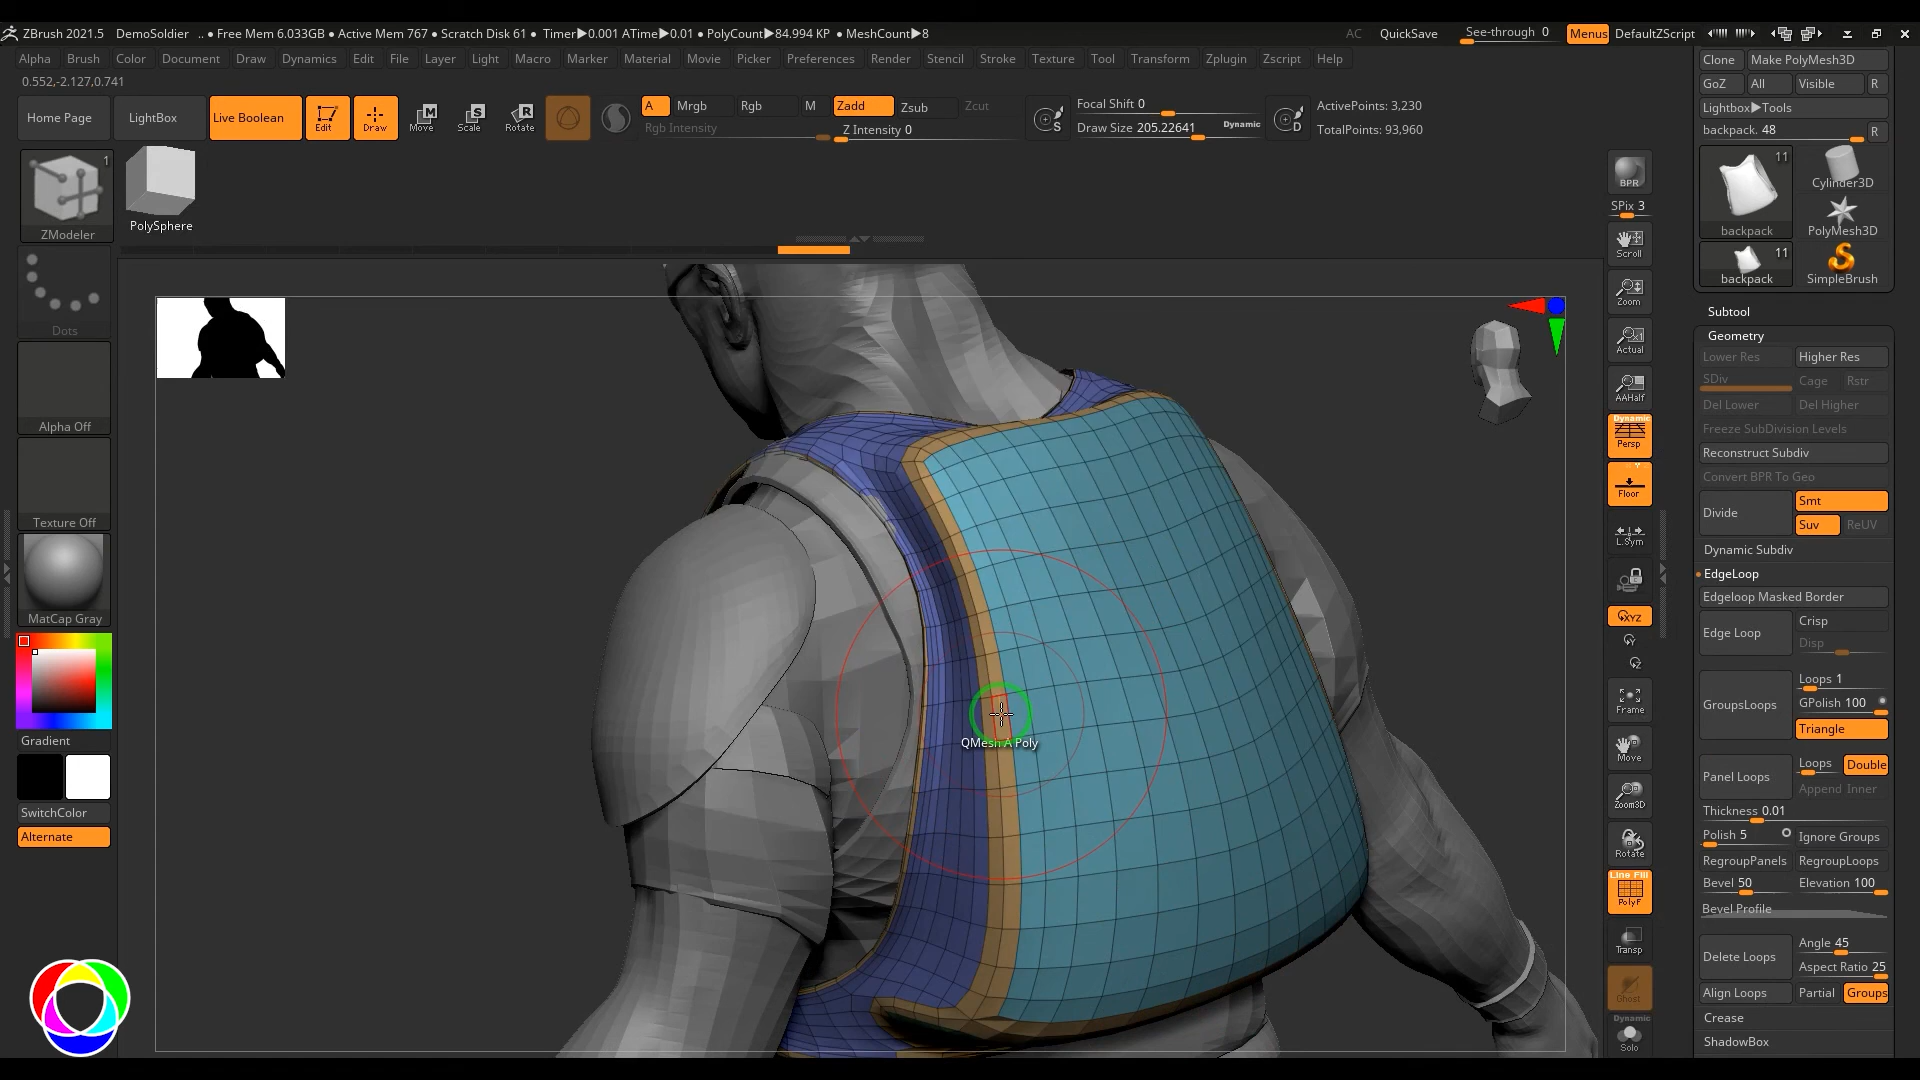 ZBrush 2021.5 DemoSoldier .. ● Free Mem 6.033GB ● Active Mem 767 ● Scratch Disk 61 ● Timer▶0.001 ATime▶0.01 ● PolyCount▶84.994 KP ● MeshCount▶8 AC QuickSave See-through 0 Menus DefaultZScript
Alpha Brush Color Document Draw Dynamics Edit File Layer Light Macro Marker Material Movie Picker Preferences Render Stencil Stroke Texture Tool Transform Zplugin Zscript Help
0.552,-2.127,0.741
Home Page LightBox Live Boolean Edit Draw Move Scale Rotate
A Mrgb Rgb M Zadd Zsub Zcut
Rgb Intensity Z Intensity 0
S Focal Shift 0
Draw Size 205.22641 Dynamic D
ActivePoints: 3,230
TotalPoints: 93,960
1
ZModeler
PolySphere
Dots
Alpha Off
Texture Off
MatCap Gray
Gradient
SwitchColor
Alternate
QMesh A Poly
BPR
SPix 3
Scroll
Zoom
Actual
AAHalf
Dynamic
Persp
Floor
L.Sym
XYZ
Frame
Move
Zoom3D
Rotate
Line Fill
PolyF
Transp
Ghost
Dynamic
Solo
Clone Make PolyMesh3D
GoZ All Visible R
Lightbox▶Tools
backpack. 48 R
11
backpack
Cylinder3D
PolyMesh3D
11
backpack
SimpleBrush
Subtool
Geometry
Lower Res Higher Res
SDiv Cage Rstr
Del Lower Del Higher
Freeze SubDivision Levels
Reconstruct Subdiv
Convert BPR To Geo
Divide Smt
Suv ReUV
Dynamic Subdiv
EdgeLoop
Edgeloop Masked Border
Edge Loop Crisp
Disp
GroupsLoops Loops 1
GPolish 100
Triangle
Panel Loops Loops Double
Append Inner
Thickness 0.01
Polish 5 Ignore Groups
RegroupPanels RegroupLoops
Bevel 50 Elevation 100
Bevel Profile
Delete Loops Angle 45
Aspect Ratio 25
Align Loops Partial Groups
Crease
ShadowBox